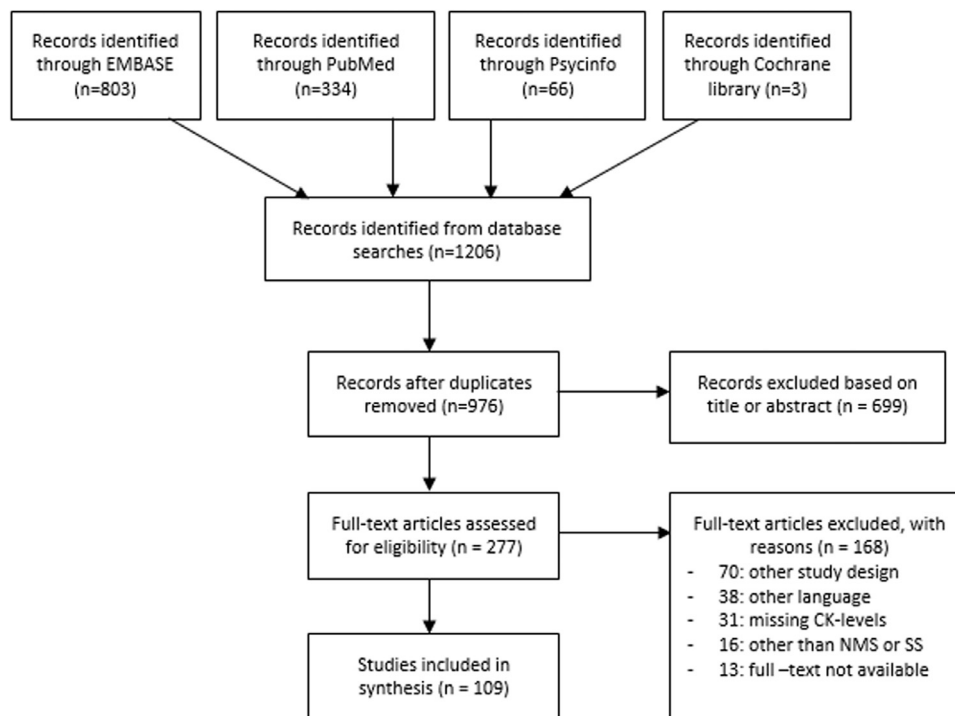 Records identified
through EMBASE
(n=803)
Records identified
through PubMed
(n=334)
Records identified
through Psycinfo
(n=66)
Records identified
through Cochrane
library (n=3)
Records identified from database
searches (n=1206)
Records after duplicates
removed (n=976)
Records excluded based on
title or abstract (n = 699)
Full-text articles assessed
for eligibility (n = 277)
Full-text articles excluded, with
reasons (n = 168)
- 70: other study design
- 38: other language
- 31: missing CK-levels
- 16: other than NMS or SS
- 13: full –text not available
Studies included in
synthesis (n = 109)